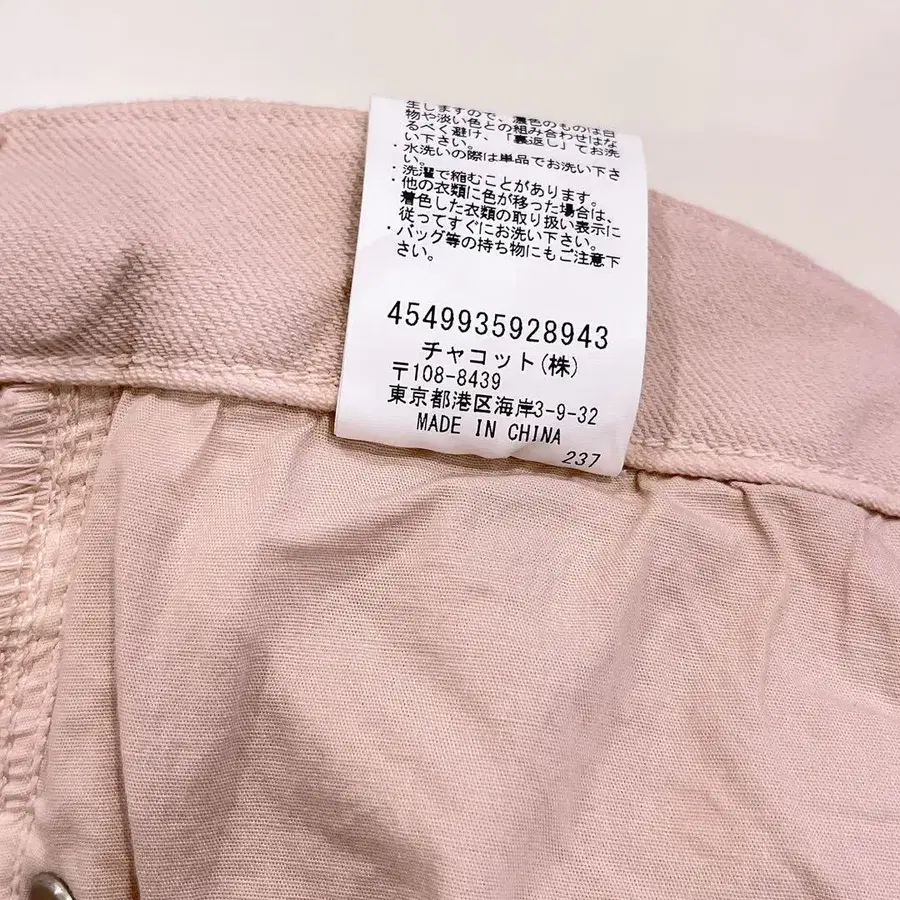 生しますので、濃色のものは白
物や淡い色との組み合わせはな
るべく避け、「裏返し」てお洗
い下さい。
・水洗いの際は単品でお洗い下さ
い。
・洗濯で縮むことがあります。
・他の衣類に色が移った場合は、
着色した衣類の取り扱い表示に
従ってすぐにお洗い下さい。
・バッグ等の持ち物にもご注意下
さい。
4549935928943
チャコット(株)
〒108-8439
東京都港区海岸3-9-32
MADE IN CHINA
237